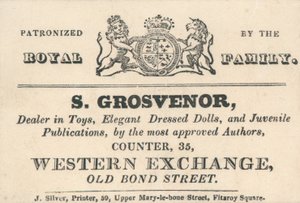 PATRONIZED BY THE
ROYAL FAMILY.
S. GROSVENOR,
Dealer in Toys, Elegant Dressed Dolls, and Juvenile
Publications, by the most approved Authors,
COUNTER, 35,
WESTERN EXCHANGE,
OLD BOND STREET.
J. Silver, Printer, 59, Upper Mary-le-bone Street, Fitzroy Square.